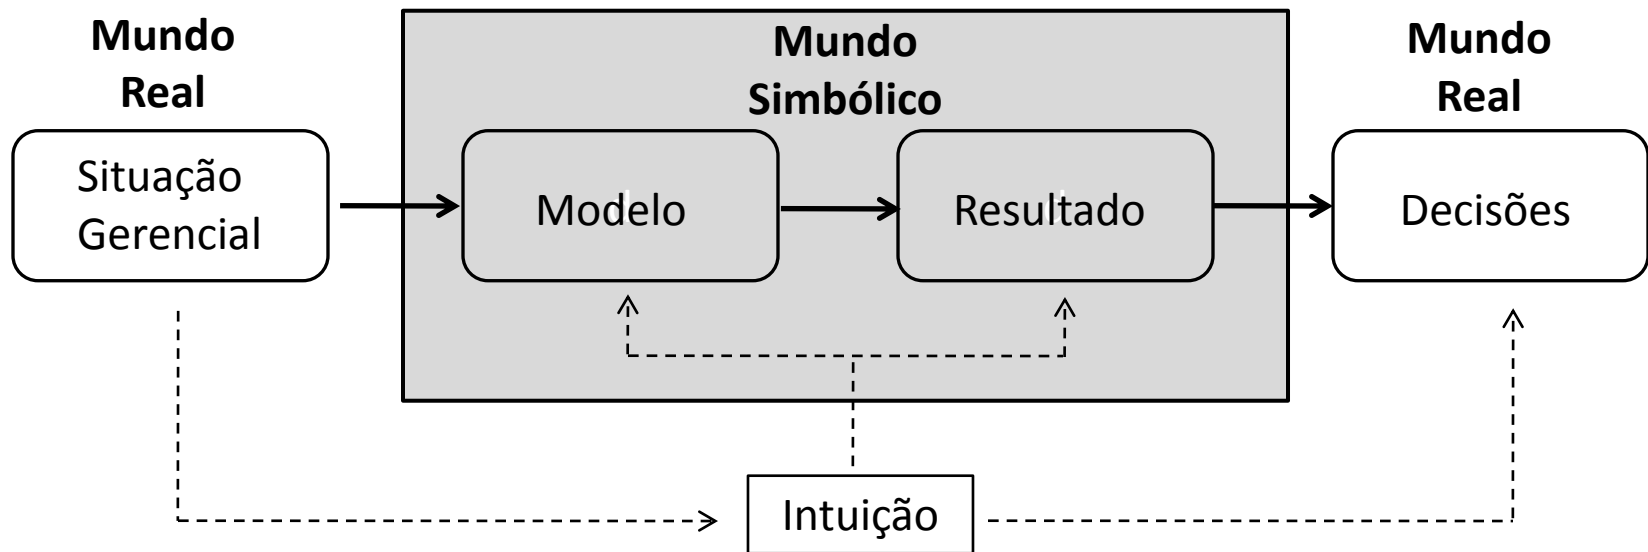 Mundo
Real
Mundo
Simbólico
Mundo
Real
Situação
Gerencial
Modelo
Resultado
Decisões
Intuição